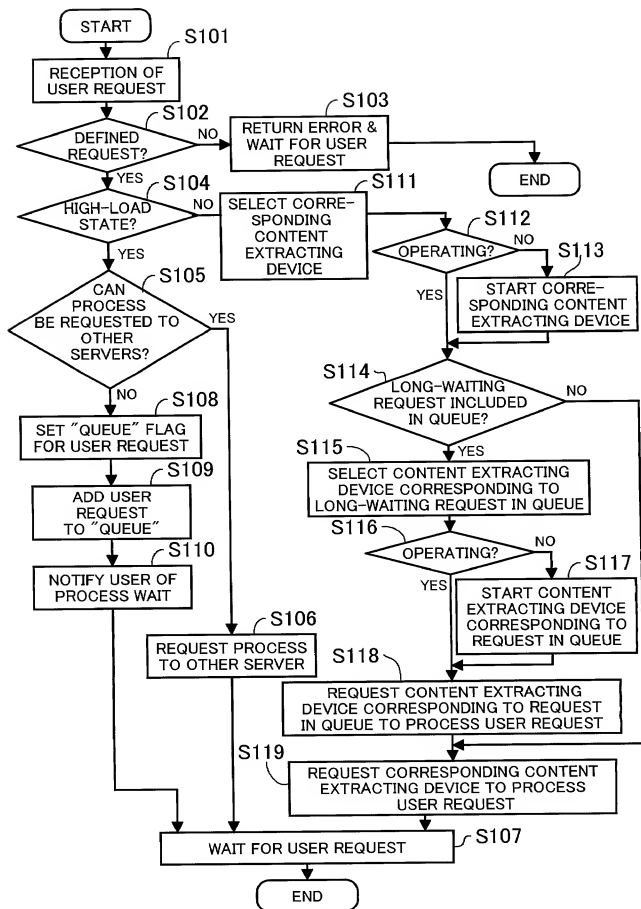 START
S101
RECEPTION OF
USER REQUEST
S102
DEFINED
REQUEST?
NO
YES
S103
RETURN ERROR &
WAIT FOR USER
REQUEST
END
S104
HIGH-LOAD
STATE?
NO
YES
S111
SELECT CORRE-
SPONDING
CONTENT
EXTRACTING
DEVICE
S112
OPERATING?
NO
YES
S113
START CORRE-
SPONDING CONTENT
EXTRACTING DEVICE
S105
CAN
PROCESS
BE REQUESTED TO
OTHER
SERVERS?
YES
NO
S114
LONG-WAITING
REQUEST INCLUDED
IN QUEUE?
NO
YES
S108
SET "QUEUE" FLAG
FOR USER REQUEST
S109
ADD USER
REQUEST
TO "QUEUE"
S110
NOTIFY USER OF
PROCESS WAIT
S115
SELECT CONTENT EXTRACTING
DEVICE CORRESPONDING TO
LONG-WAITING REQUEST IN QUEUE
S116
OPERATING?
NO
YES
S117
START CONTENT
EXTRACTING DEVICE
CORRESPONDING TO
REQUEST IN QUEUE
S106
REQUEST PROCESS
TO OTHER SERVER
S118
REQUEST CONTENT EXTRACTING
DEVICE CORRESPONDING TO REQUEST
IN QUEUE TO PROCESS USER REQUEST
S119
REQUEST CORRESPONDING CONTENT
EXTRACTING DEVICE TO PROCESS
USER REQUEST
S107
WAIT FOR USER REQUEST
END